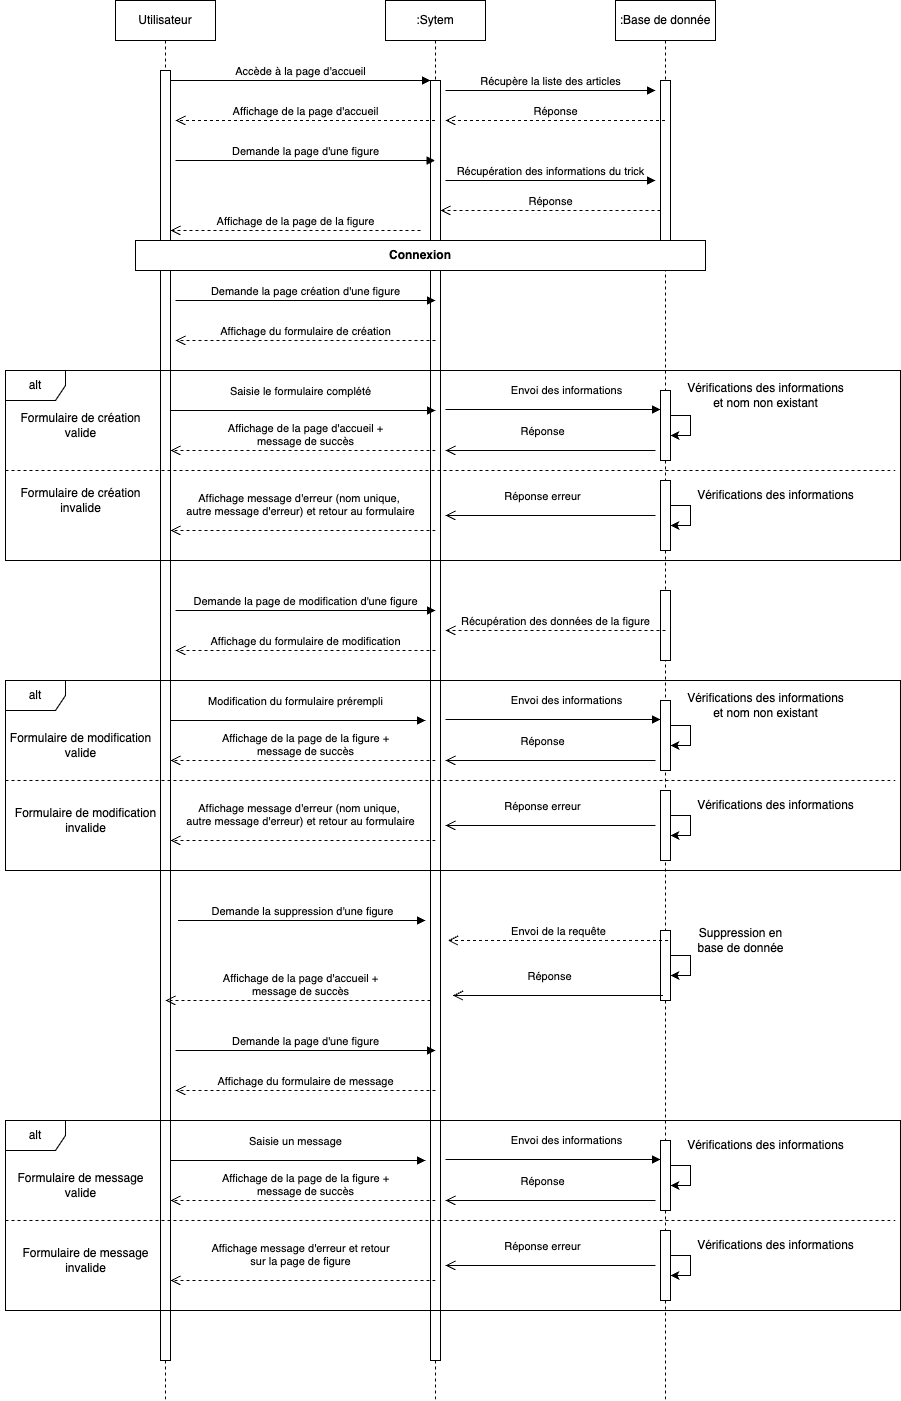 Utilisateur
:Sytem
:Base de donnée
Accède à la page d'accueil
Récupère la liste des articles
Affichage de la page d'accueil
Réponse
Demande la page d'une figure
Récupération des informations du trick
Réponse
Affichage de la page de la figure
Connexion
Demande la page création d'une figure
Affichage du formulaire de création
alt
Formulaire de création
valide
Saisie le formulaire complété
Envoi des informations
Vérifications des informations
et nom non existant
Affichage de la page d'accueil +
message de succès
Réponse
Formulaire de création
invalide
Affichage message d'erreur (nom unique,
autre message d'erreur) et retour au formulaire
Réponse erreur
Vérifications des informations
Demande la page de modification d'une figure
Récupération des données de la figure
Affichage du formulaire de modification
alt
Formulaire de modification
valide
Modification du formulaire prérempli
Envoi des informations
Vérifications des informations
et nom non existant
Affichage de la page de la figure +
message de succès
Réponse
Formulaire de modification
invalide
Affichage message d'erreur (nom unique,
autre message d'erreur) et retour au formulaire
Réponse erreur
Vérifications des informations
Demande la suppression d'une figure
Envoi de la requête
Suppression en
base de donnée
Affichage de la page d'accueil +
message de succès
Réponse
Demande la page d'une figure
Affichage du formulaire de message
alt
Formulaire de message
valide
Saisie un message
Envoi des informations
Vérifications des informations
Affichage de la page de la figure +
message de succès
Réponse
Formulaire de message
invalide
Affichage message d'erreur et retour
sur la page de figure
Réponse erreur
Vérifications des informations